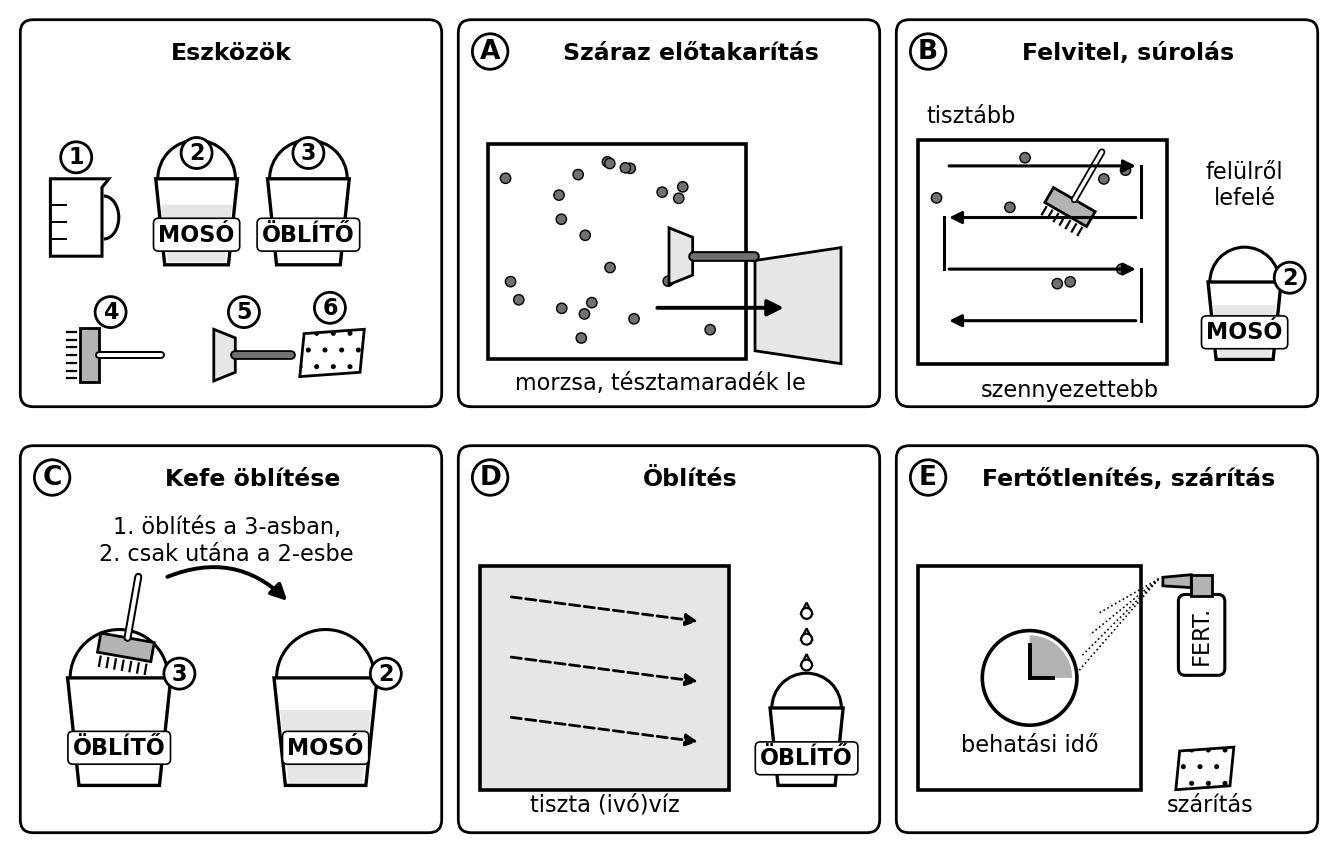 Eszközök
1
2
3
MOSÓ
ÖBLÍTŐ
4
5
6
A
Száraz előtakarítás
morzsa, tésztamaradék le
B
Felvitel, súrolás
tisztább
felülről
lefelé
2
MOSÓ
szennyezettebb
C
Kefe öblítése
1. öblítés a 3-asban,
2. csak utána a 2-esbe
3
2
ÖBLÍTŐ
MOSÓ
D
Öblítés
ÖBLÍTŐ
tiszta (ivó)víz
E
Fertőtlenítés, szárítás
FERT.
behatási idő
szárítás